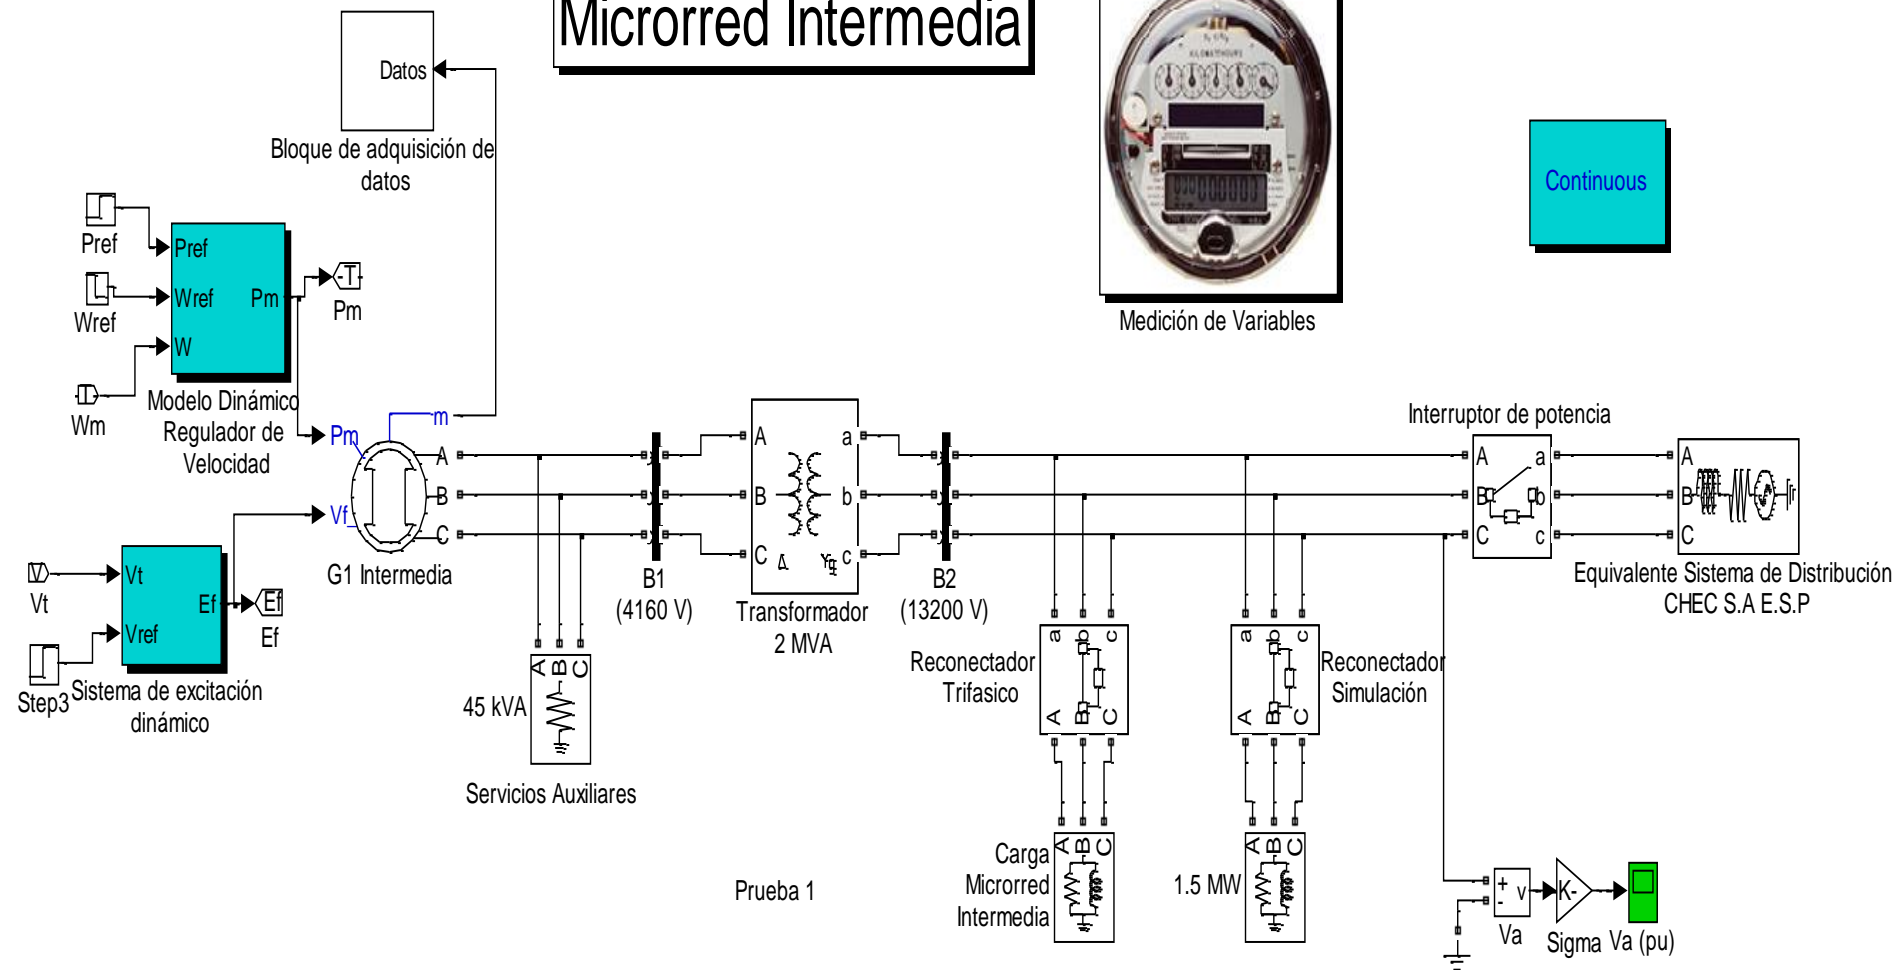 Microrred Intermedia
Datos
Bloque de adquisición de
datos
KILOWATTHOURS
Medición de Variables
Continuous
Pref
Pref
Wref
Wref
W
Pm
-T-
Pm
Wm
Modelo Dinámico
Regulador de
Velocidad
Pm
m
Vf_
A
B
C
G1 Intermedia
Vt
Vt
Vref
Ef
Ef
Ef
Step3
Sistema de excitación
dinámico
A
B
C
45 kVA
Servicios Auxiliares
B1
(4160 V)
A
B
C
a
b
c
Δ
Yg
Transformador
2 MVA
B2
(13200 V)
a
b
c
A
B
C
Reconectador
Trifasico
A
B
C
Carga
Microrred
Intermedia
a
b
c
A
B
C
Reconectador
Simulación
A
B
C
1.5 MW
Interruptor de potencia
A
B
C
a
b
c
A
B
C
Equivalente Sistema de Distribución
CHEC S.A E.S.P
Prueba 1
+
-
v
Va
K-
Sigma
Va (pu)